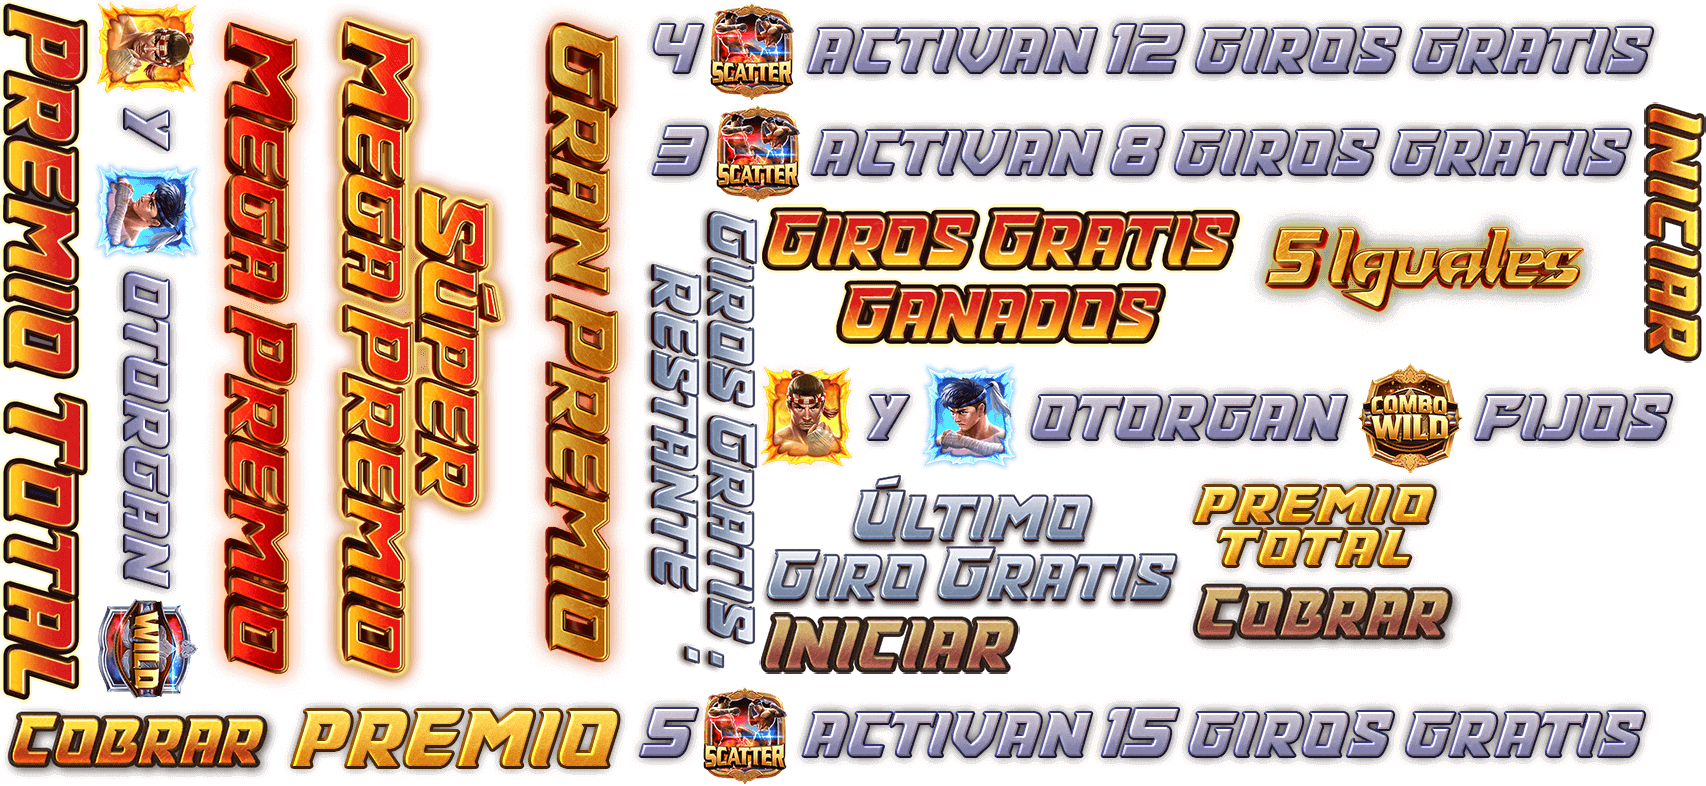 PREMIO TOTAL
Y
OTORGAN
WILD
MEGA PREMIO
SÚPER
MEGA PREMIO
GRAN PREMIO
4 SCATTER ACTIVAN 12 GIROS GRATIS
3 SCATTER ACTIVAN 8 GIROS GRATIS
GIROS GRATIS
RESTANTE :
GIROS GRATIS
GANADOS
5 Iguales
INICIAR
Y OTORGAN COMBO WILD FIJOS
ÚLTIMO
GIRO GRATIS
PREMIO
TOTAL
INICIAR
COBRAR
COBRAR
PREMIO
5 SCATTER ACTIVAN 15 GIROS GRATIS